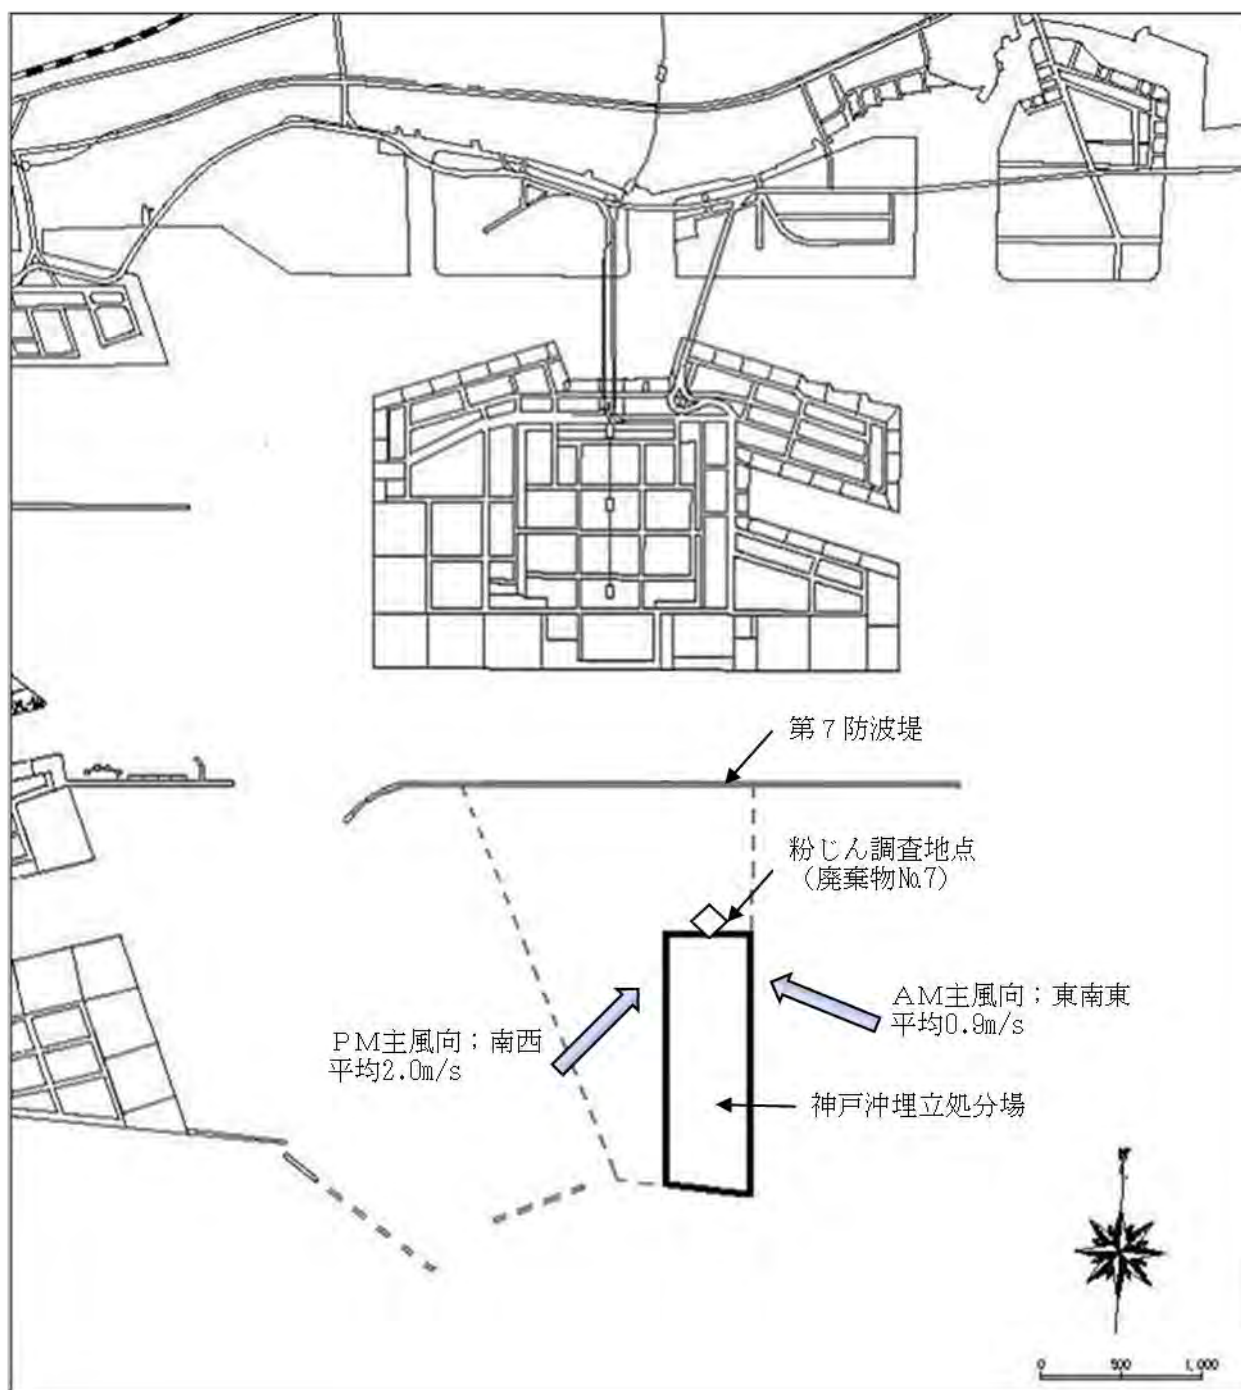 第7防波堤
粉じん調査地点
(廃棄物№7)
AM主風向;東南東
平均0.9m/s
PM主風向;南西
平均2.0m/s
神戸沖埋立処分場
N
0 500 1,000